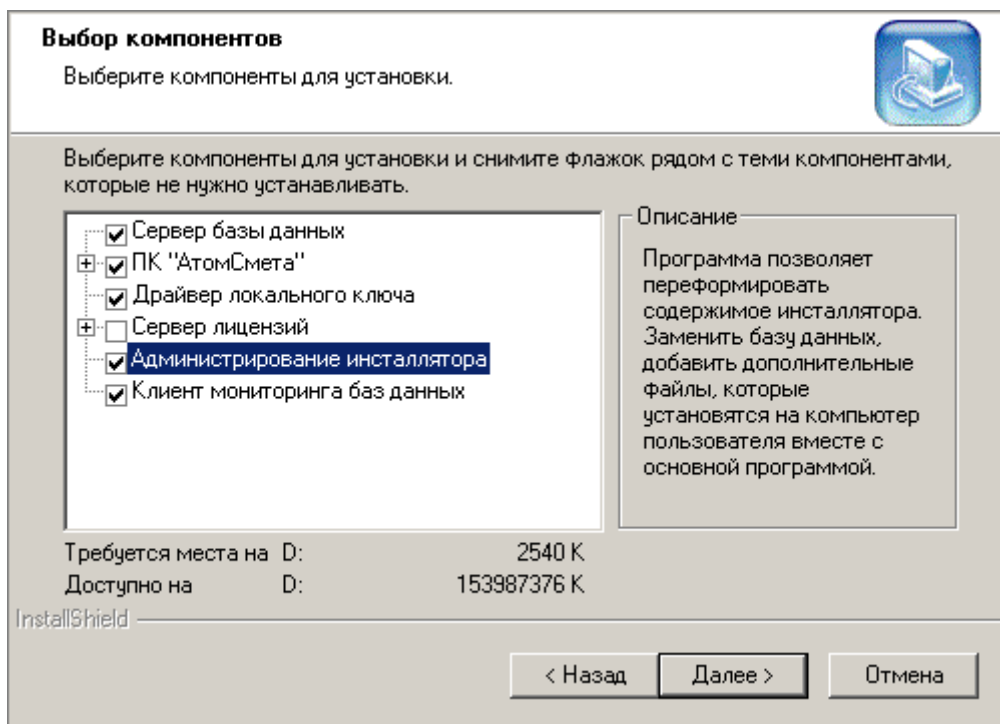 Выбор компонентов
Выберите компоненты для установки.
Выберите компоненты для установки и снимите флажок рядом с теми компонентами,
которые не нужно устанавливать.
Сервер базы данных
ПК "АтомСмета"
Драйвер локального ключа
Сервер лицензий
Администрирование инсталлятора
Клиент мониторинга баз данных
Описание
Программа позволяет
переформировать
содержимое инсталлятора.
Заменить базу данных,
добавить дополнительные
файлы, которые
установятся на компьютер
пользователя вместе с
основной программой.
Требуется места на D: 2540 K
Доступно на D: 153987376 K
InstallShield
< Назад
Далее >
Отмена